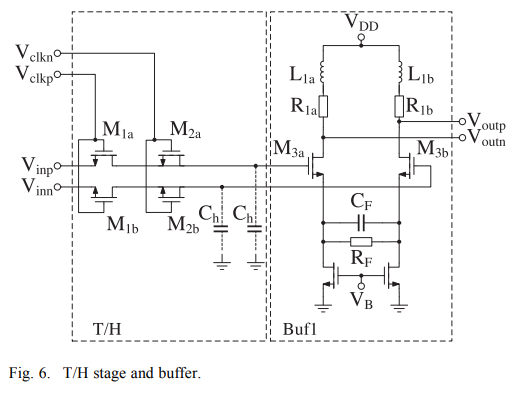 V_DD
V_clkn
V_clkp
L_1a
L_1b
R_1a
R_1b
V_outp
V_outn
M_1a
M_2a
M_3a
M_3b
V_inp
V_inn
M_1b
M_2b
C_h
C_h
C_F
R_F
V_B
T/H
Buf1
Fig. 6. T/H stage and buffer.